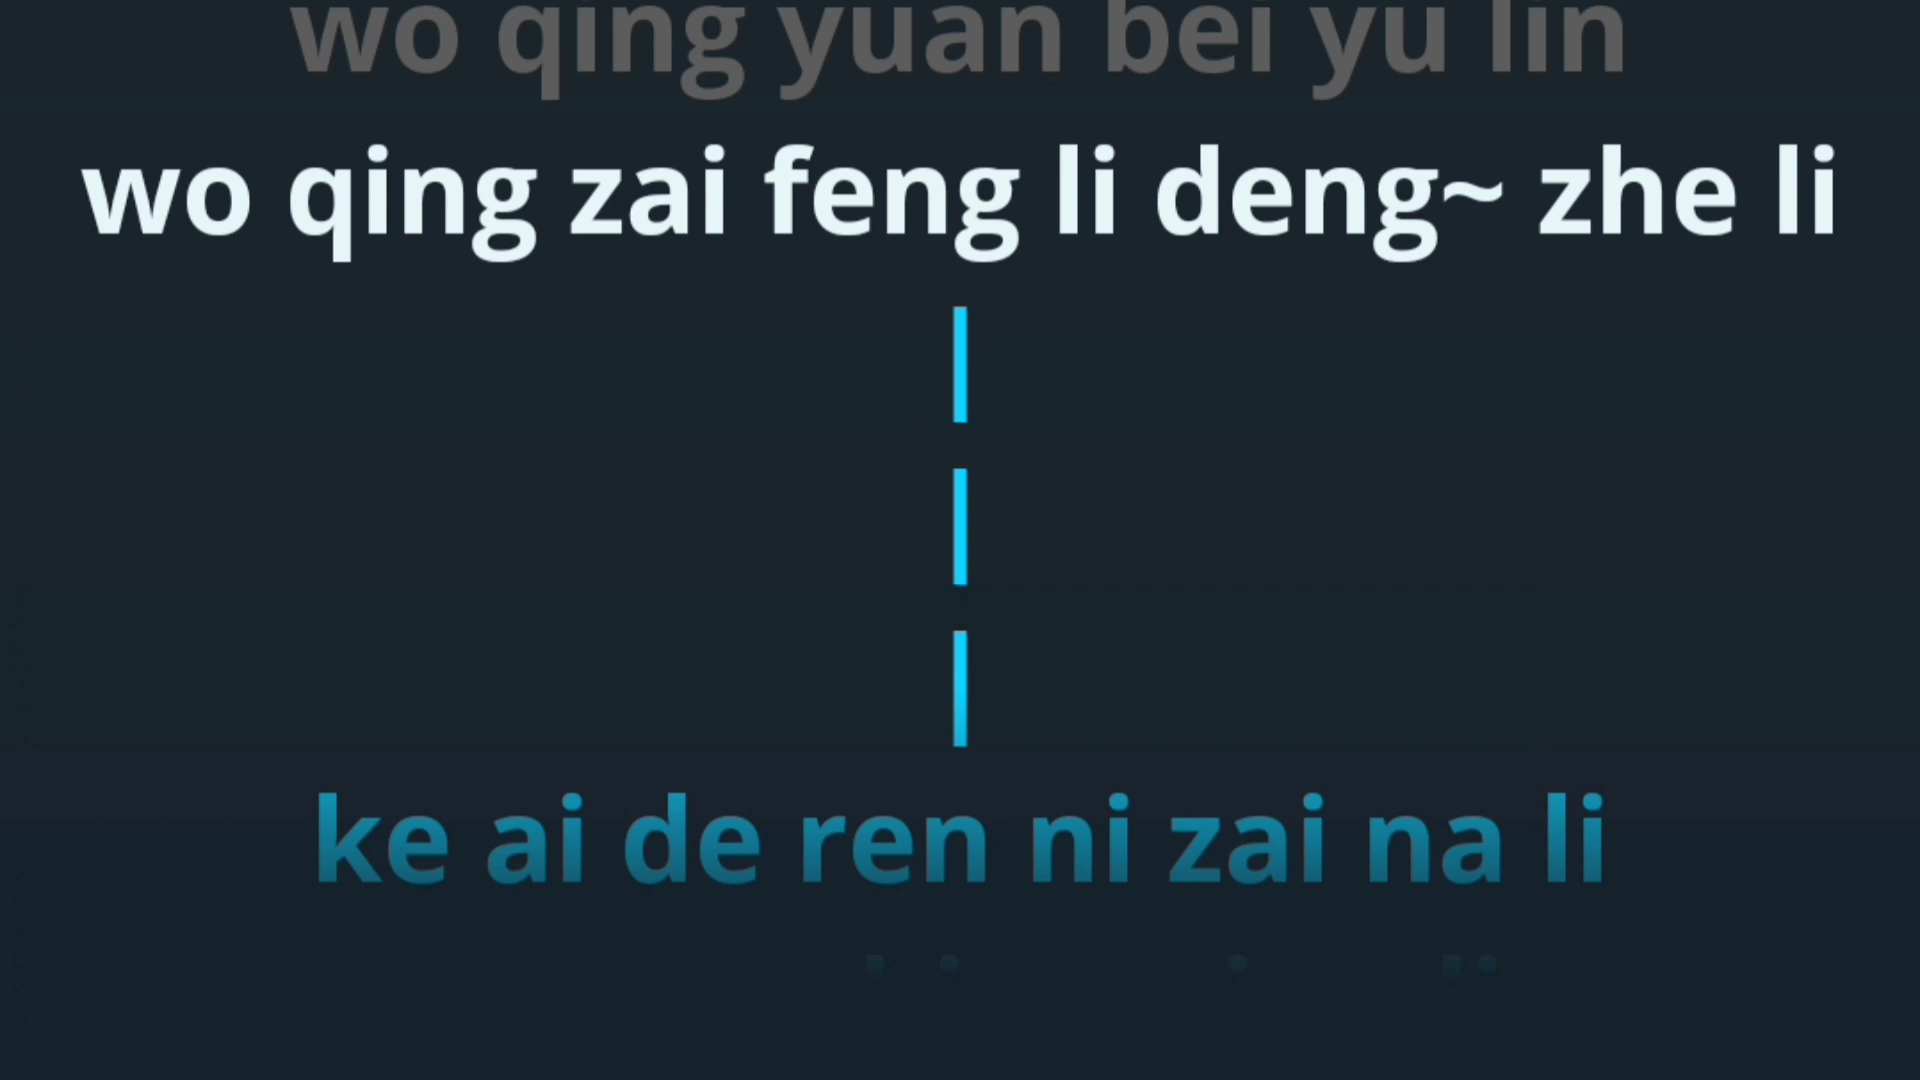 wo qing yuan bei yu lin
wo qing zai feng li deng~ zhe li
|
|
|
ke ai de ren ni zai na li